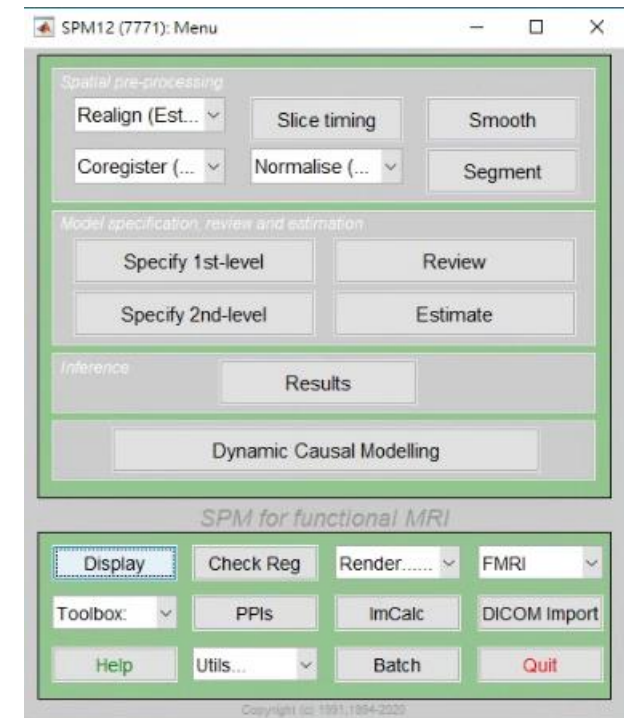 SPM12 (7771): Menu
Spatial pre-processing
Realign (Est... Slice timing Smooth
Coregister (... Normalise (... Segment
Model specification, review and estimation
Specify 1st-level Review
Specify 2nd-level Estimate
Inference
Results
Dynamic Causal Modelling
SPM for functional MRI
Display Check Reg Render...... FMRI
Toolbox: PPIs ImCalc DICOM Import
Help Utils... Batch Quit
Copyright (c) 1991,1994-2020